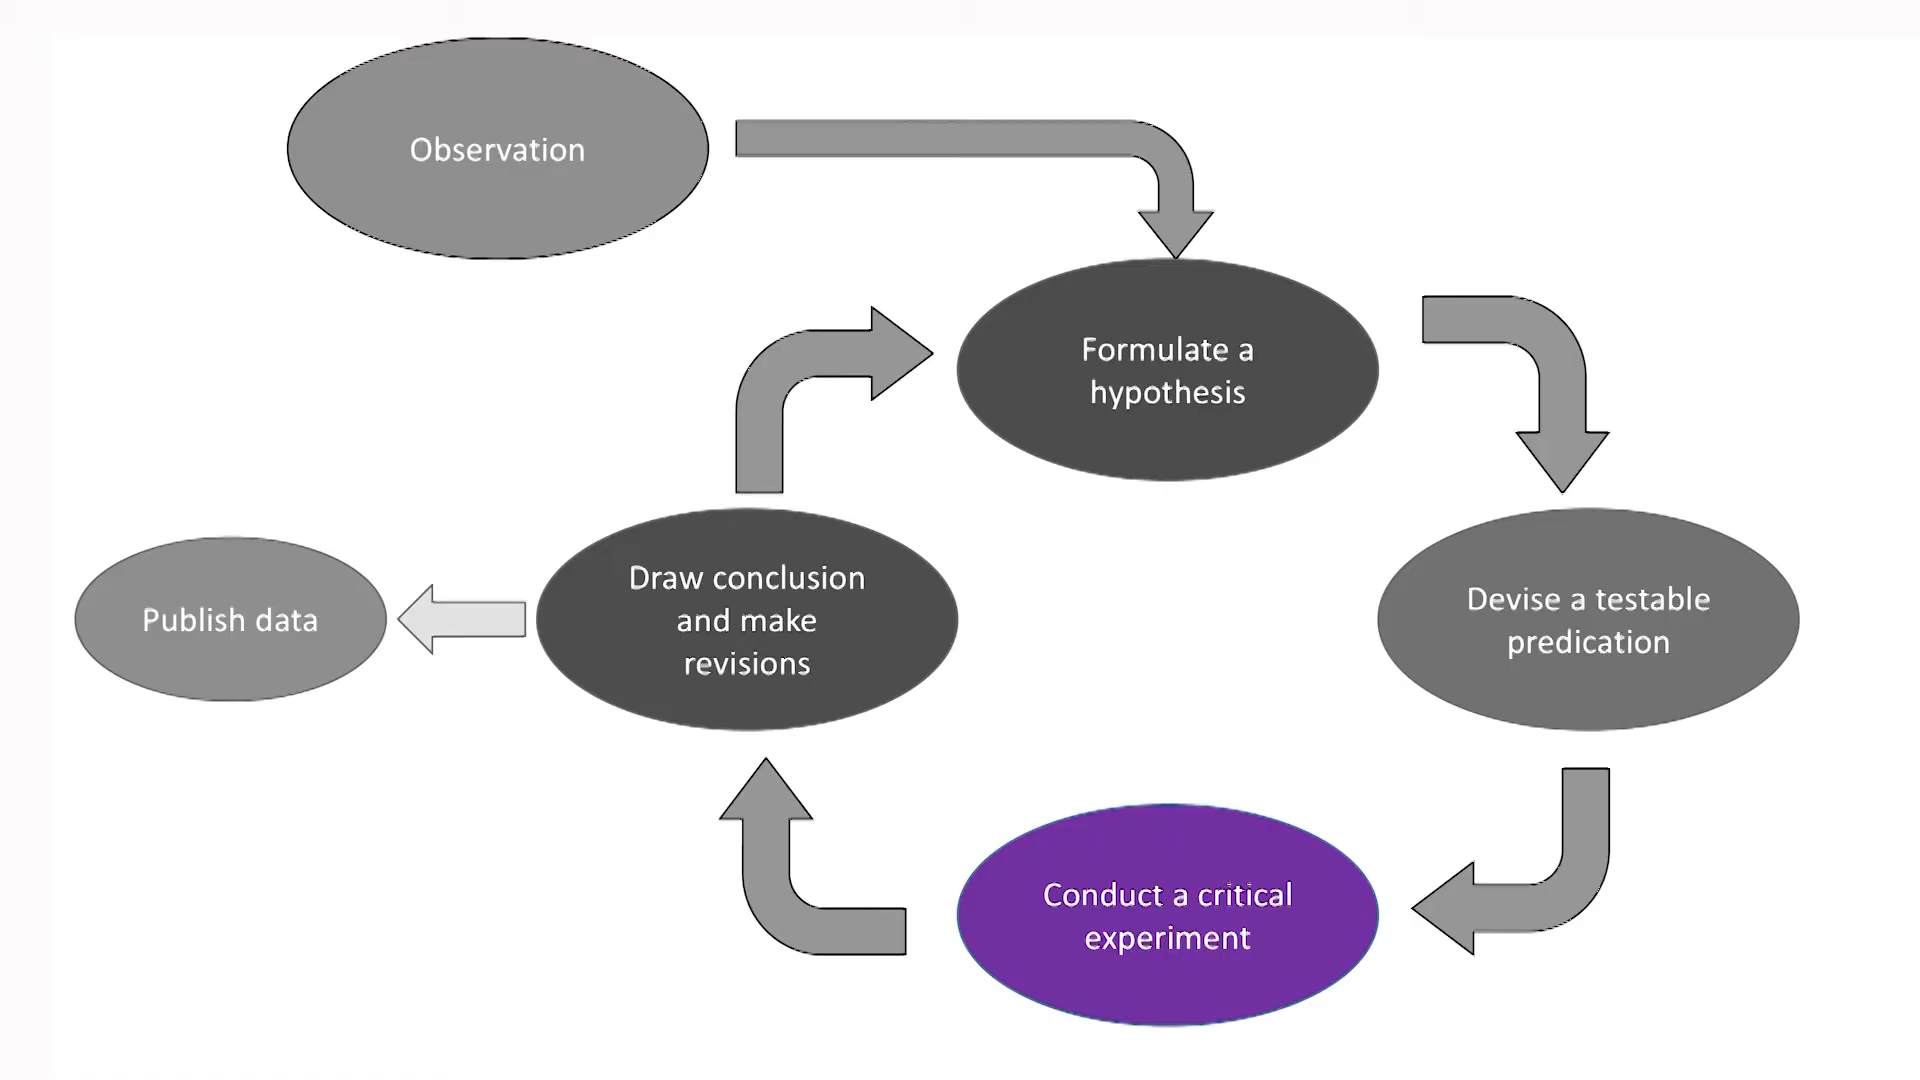 Observation
Formulate a
hypothesis
Devise a testable
predication
Conduct a critical
experiment
Draw conclusion
and make
revisions
Publish data